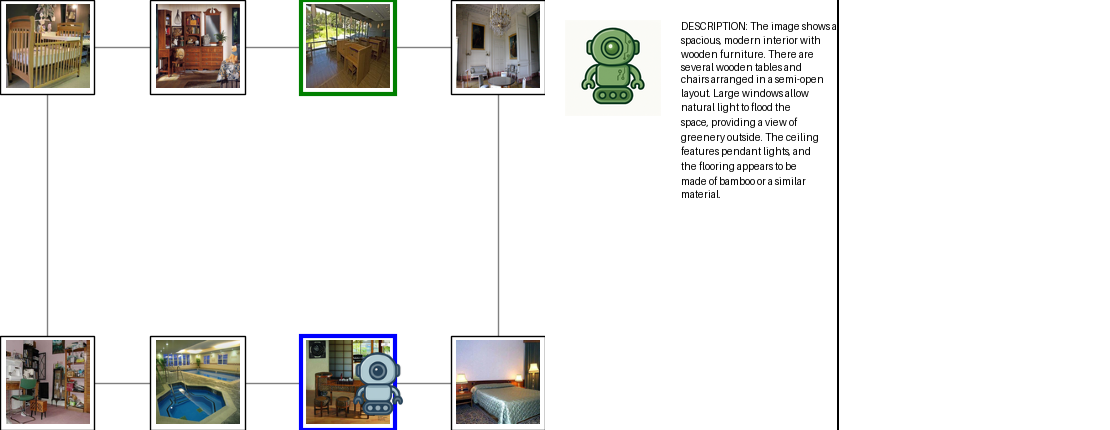 DESCRIPTION: The image shows a
spacious, modern interior with
wooden furniture. There are
several wooden tables and
chairs arranged in a semi-open
layout. Large windows allow
natural light to flood the
space, providing a view of
greenery outside. The ceiling
features pendant lights, and
the flooring appears to be
made of bamboo or a similar
material.